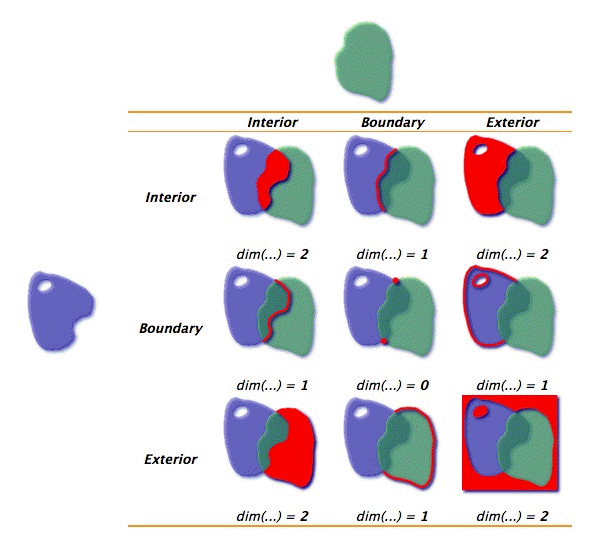 Interior Boundary Exterior
Interior
dim(...) = 2 dim(...) = 1 dim(...) = 2
Boundary
dim(...) = 1 dim(...) = 0 dim(...) = 1
Exterior
dim(...) = 2 dim(...) = 1 dim(...) = 2